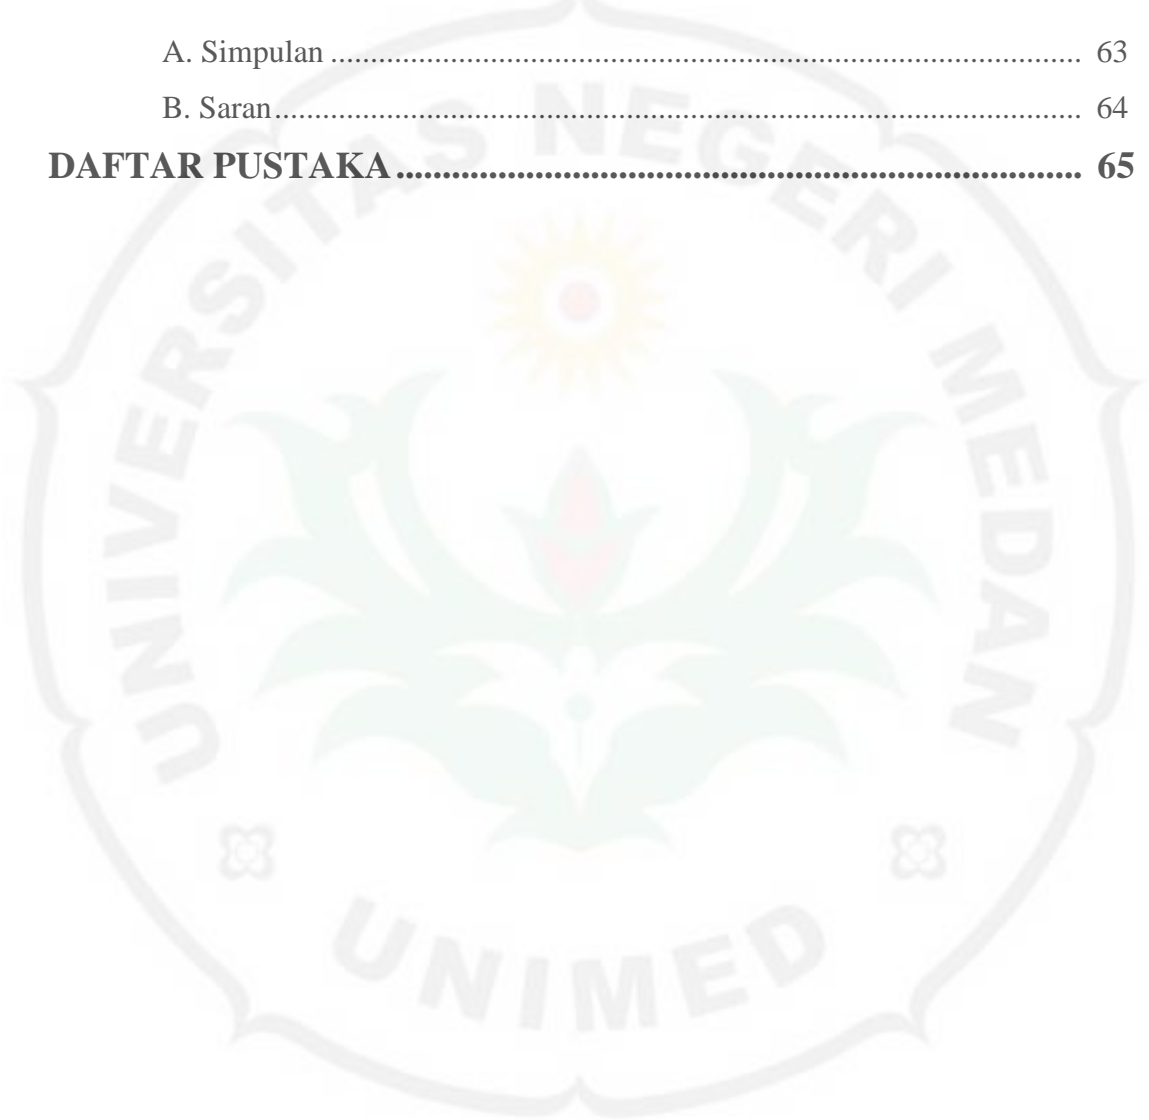 A. Simpulan ............................................................................................... 63
B. Saran...................................................................................................... 64
DAFTAR PUSTAKA.......................................................................... 65
UNIVERSITAS NEGERI MEDAN
UNIMED